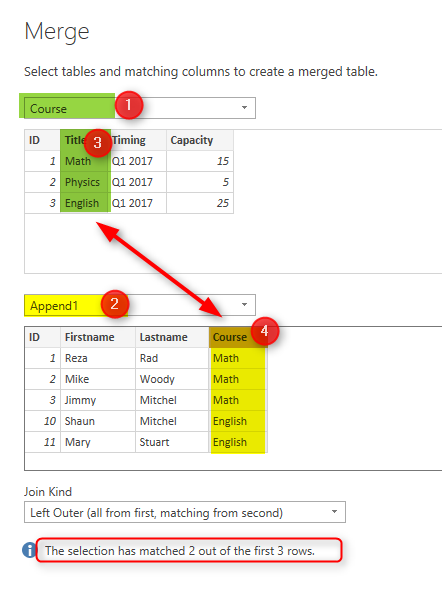 Merge
Select tables and matching columns to create a merged table.
Course 1
ID Title 3 Timing Capacity
1 Math Q1 2017 15
2 Physics Q1 2017 5
3 English Q1 2017 25
Append1 2
ID Firstname Lastname Course 4
1 Reza Rad Math
2 Mike Woody Math
3 Jimmy Mitchel Math
10 Shaun Mitchel English
11 Mary Stuart English
Join Kind
Left Outer (all from first, matching from second)
i The selection has matched 2 out of the first 3 rows.